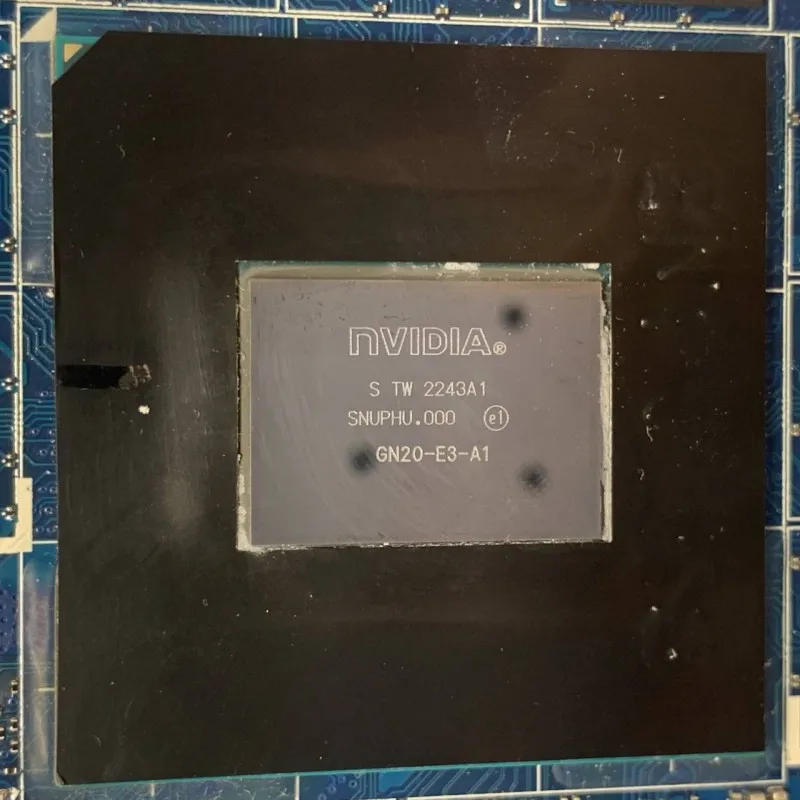 nVIDIA®
S TW 2243A1
SNUPHU.000 e1
GN20-E3-A1